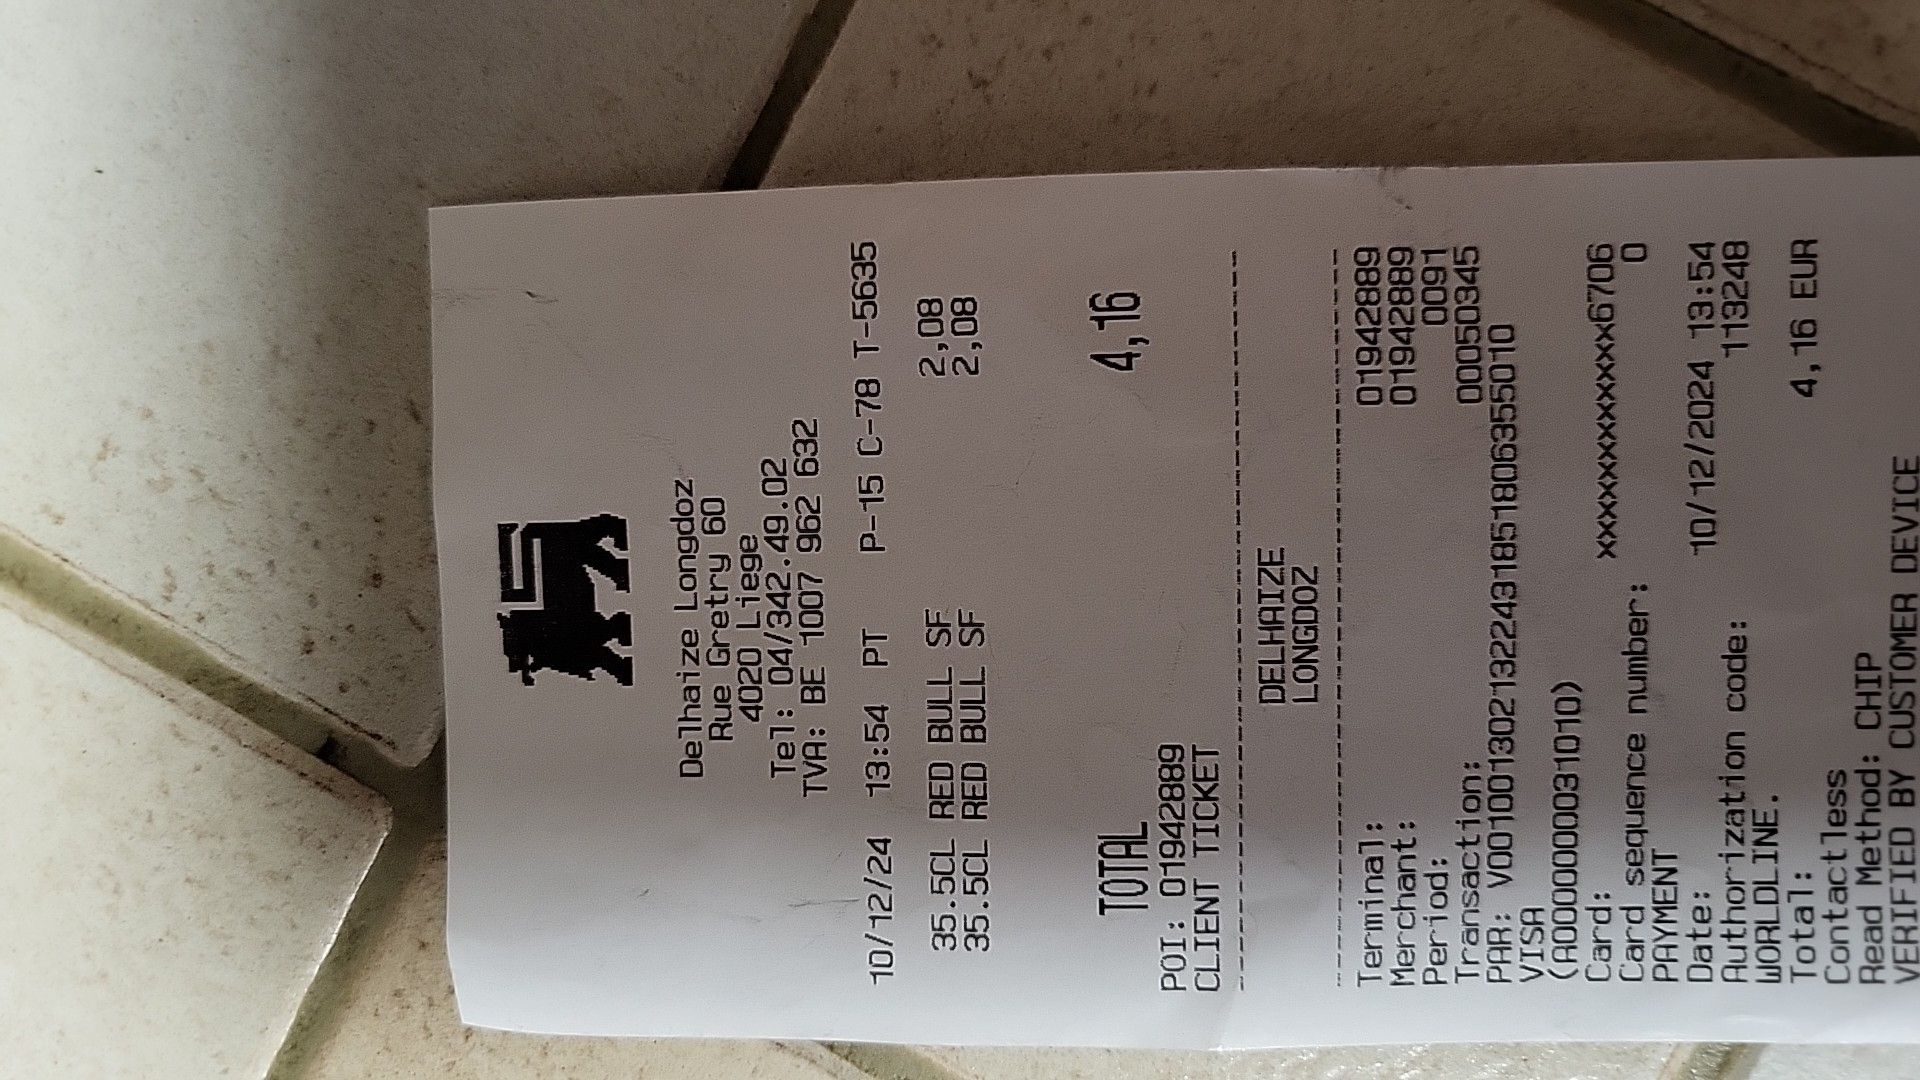 Delhaize Longdoz
Rue Gretry 60
4020 Liege
Tel: 04/342.49.02
TVA: BE 1007 962 632
10/12/24 13:54 PT P-15 C-78 T-5635
35.5CL RED BULL SF 2,08
35.5CL RED BULL SF 2,08
TOTAL 4,16
POI: 01942889
CLIENT TICKET
--------------------------------
DELHAIZE
LONGDOZ
--------------------------------
Terminal: 01942889
Merchant: 01942889
Period: 0091
Transaction: 00050345
PAR: V0010013021322431851806355010
VISA
(A0000000031010)
Card: xxxxxxxxxxxx6706
Card sequence number: 0
PAYMENT
Date: 10/12/2024 13:54
Authorization code: 113248
WORLDLINE.
Total: 4,16 EUR
Contactless
Read Method: CHIP
VERIFIED BY CUSTOMER DEVICE